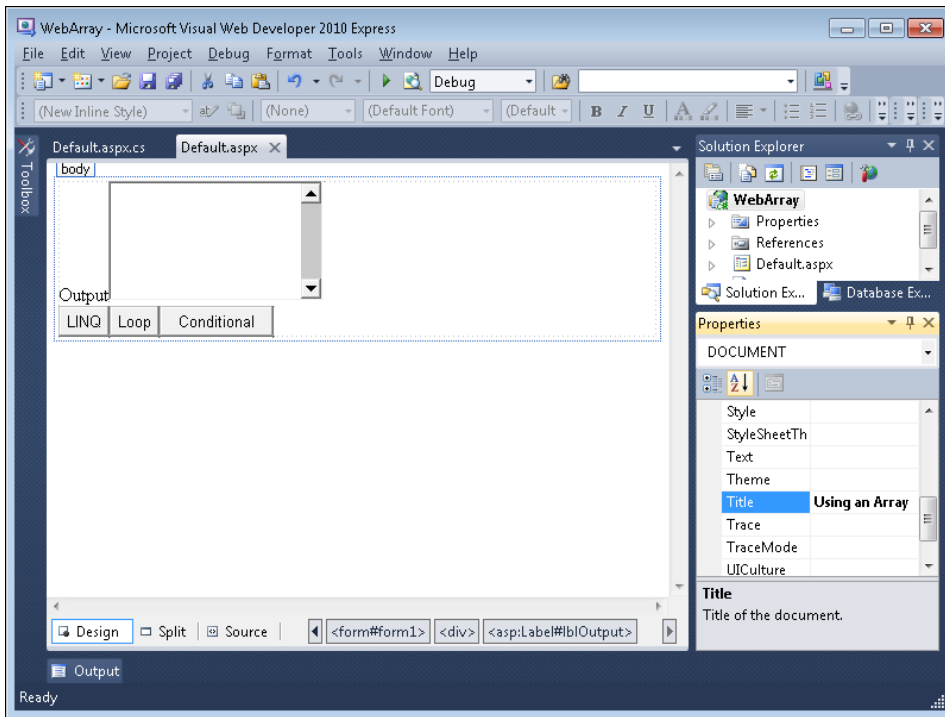 WebArray - Microsoft Visual Web Developer 2010 Express
File Edit View Project Debug Format Tools Window Help
Debug
(New Inline Style) (None) (Default Font) (Default B I U A
Toolbox
Default.aspx.cs Default.aspx
body
Output
LINQ Loop Conditional
Design Split Source <form#form1> <div> <asp:Label#lblOutput>
Solution Explorer
WebArray
Properties
References
Default.aspx
Solution Ex... Database Ex...
Properties
DOCUMENT
Style
StyleSheetTh
Text
Theme
Title Using an Array
Trace
TraceMode
UICulture
Title
Title of the document.
Output
Ready